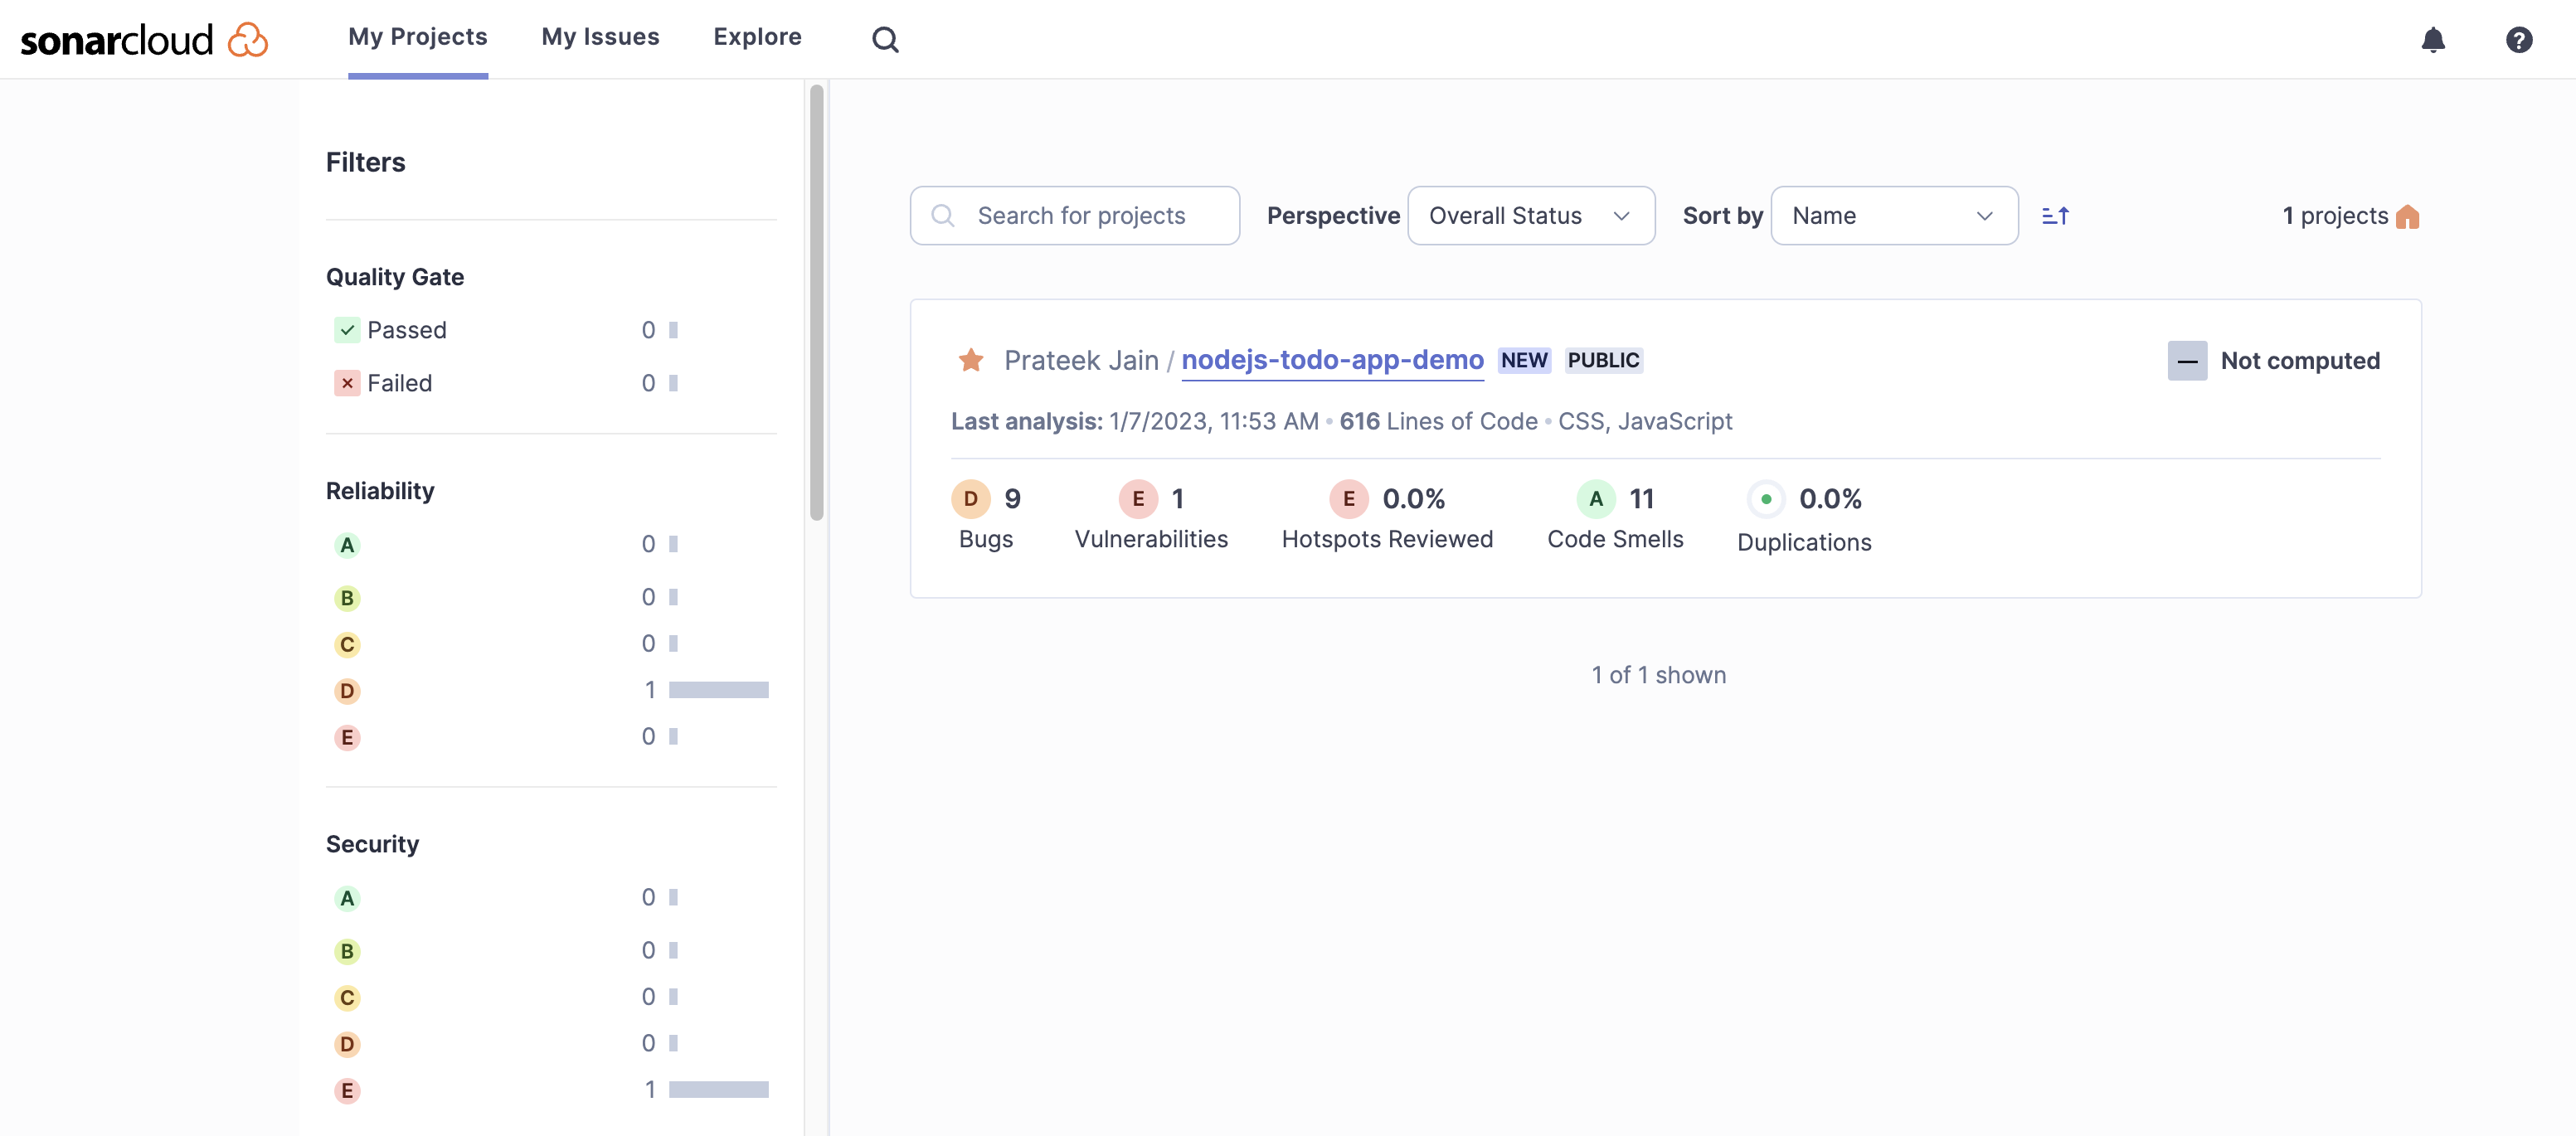 sonarcloud My Projects My Issues Explore ?
Filters
Quality Gate
Passed 0
Failed 0
Reliability
A 0
B 0
C 0
D 1
E 0
Security
A 0
B 0
C 0
D 0
E 1
Search for projects Perspective Overall Status Sort by Name 1 projects
Prateek Jain / nodejs-todo-app-demo NEW PUBLIC Not computed
Last analysis: 1/7/2023, 11:53 AM • 616 Lines of Code • CSS, JavaScript
D 9 E 1 E 0.0% A 11 0.0%
Bugs Vulnerabilities Hotspots Reviewed Code Smells Duplications
1 of 1 shown